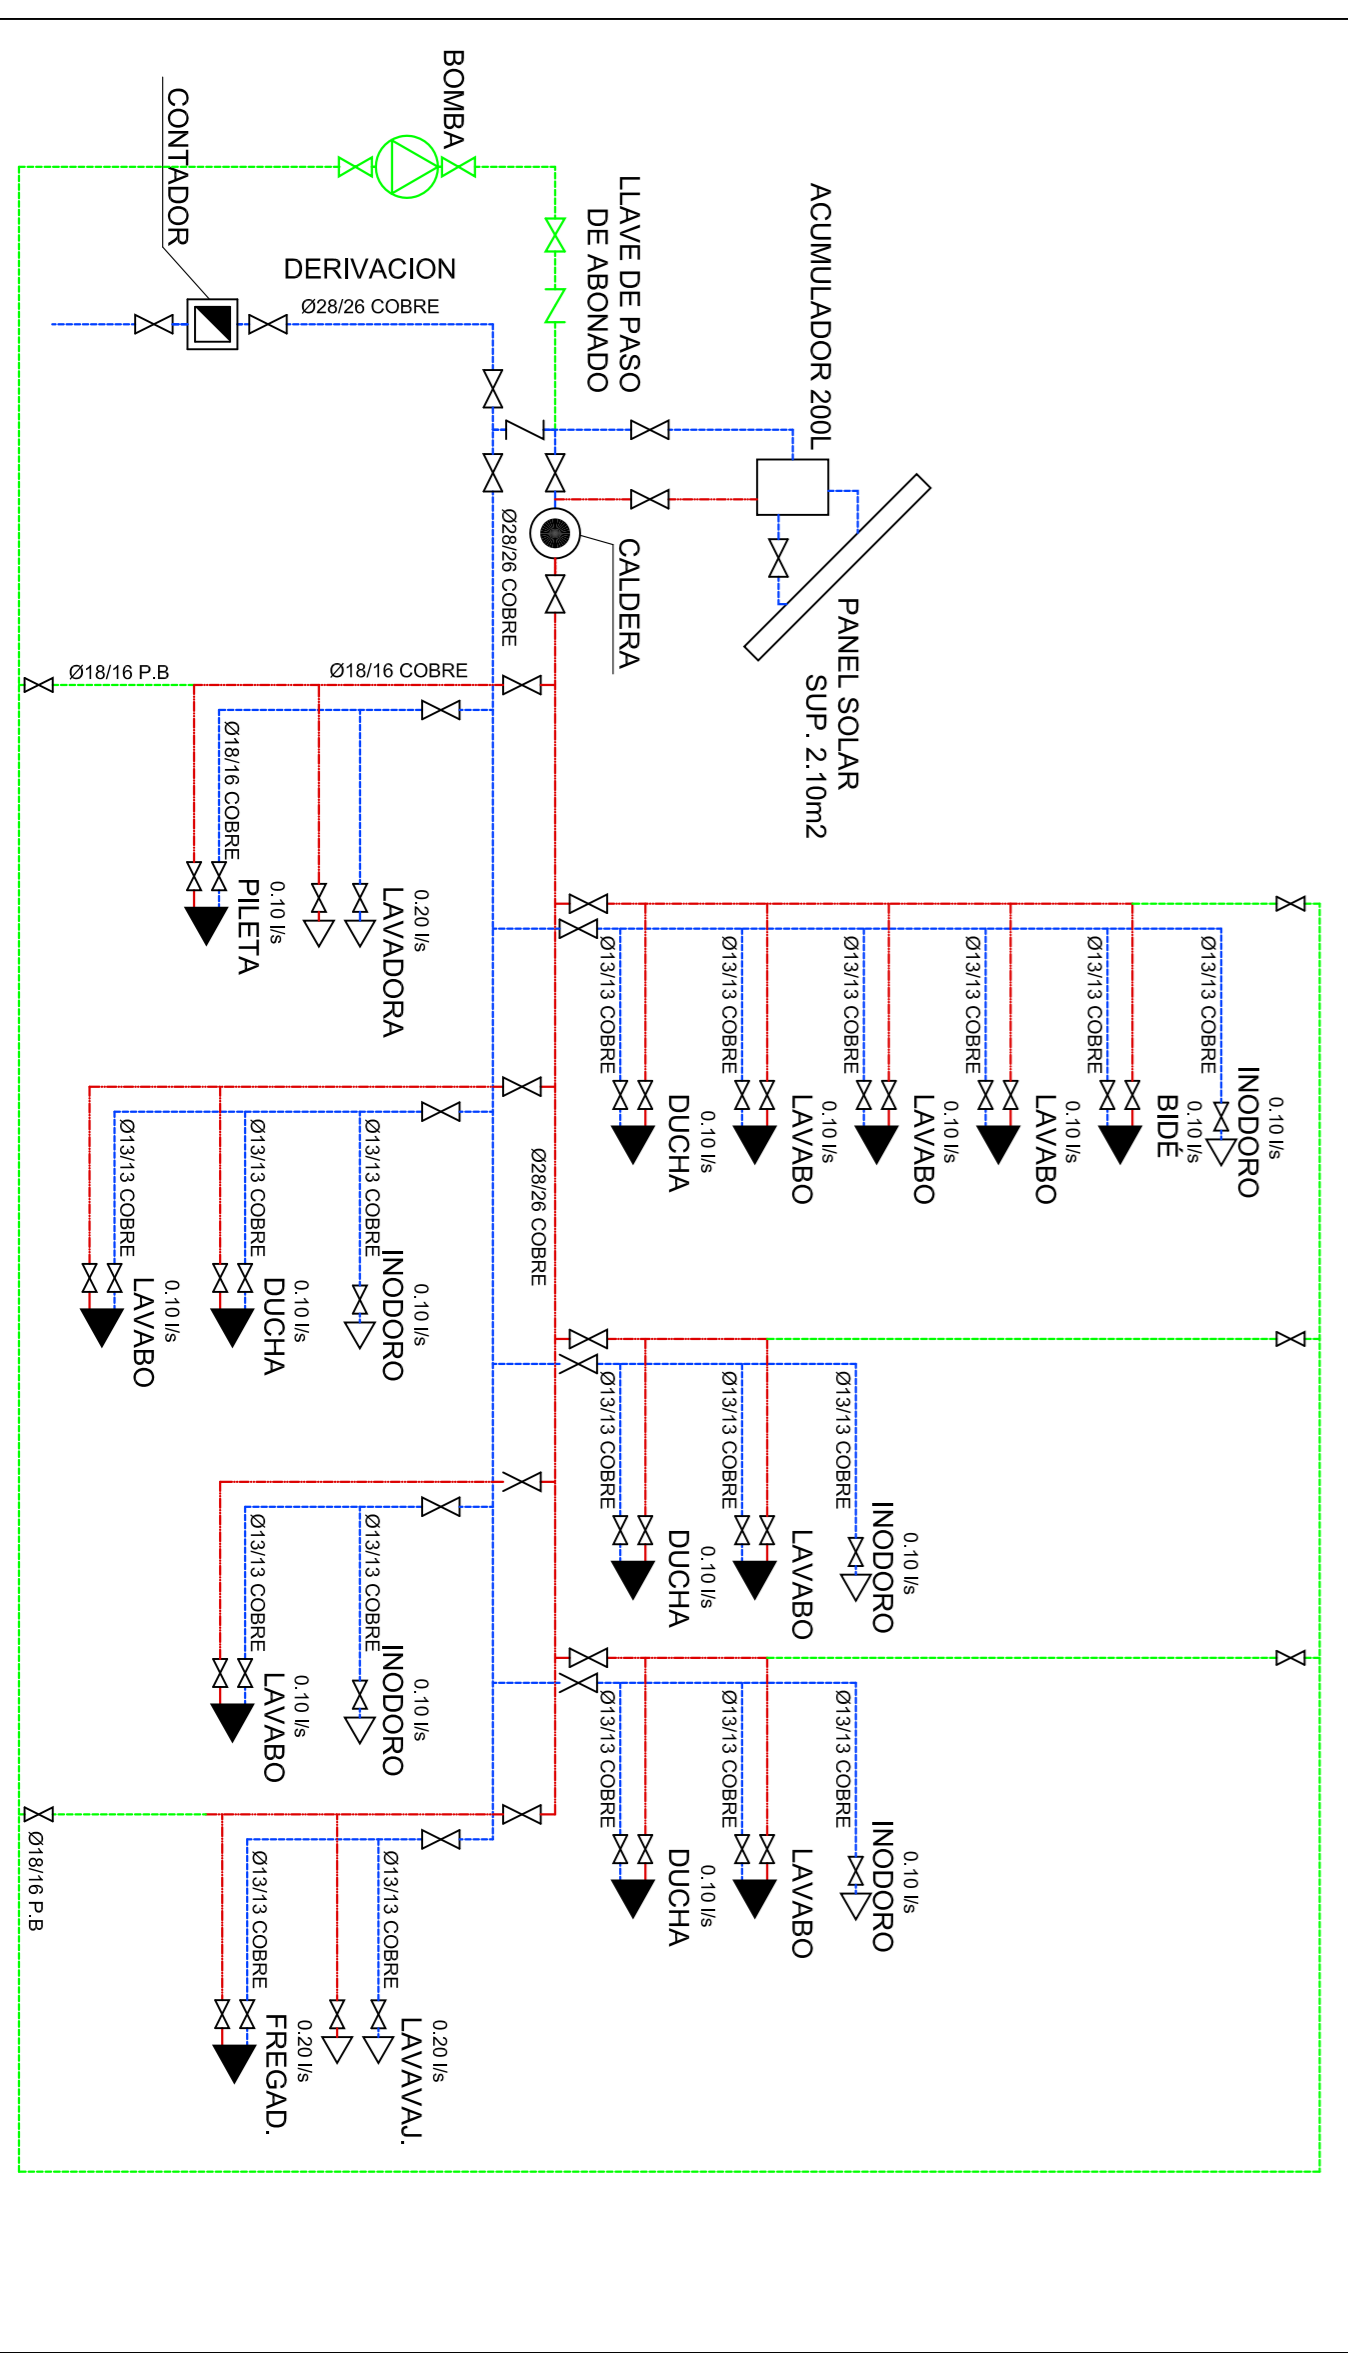 BOMBA
CONTADOR
DERIVACION
Ø28/26 COBRE
LLAVE DE PASO
DE ABONADO
ACUMULADOR 200L
PANEL SOLAR
SUP. 2.10m2
CALDERA
Ø28/26 COBRE
Ø18/16 P.B
Ø18/16 COBRE
Ø18/16 COBRE
0.10 l/s
PILETA
0.20 l/s
LAVADORA
Ø13/13 COBRE
Ø13/13 COBRE
Ø13/13 COBRE
Ø13/13 COBRE
Ø13/13 COBRE
Ø13/13 COBRE
0.10 l/s
DUCHA
0.10 l/s
LAVABO
0.10 l/s
LAVABO
0.10 l/s
LAVABO
0.10 l/s
BIDÉ
0.10 l/s
INODORO
Ø13/13 COBRE
Ø13/13 COBRE
Ø13/13 COBRE
0.10 l/s
LAVABO
0.10 l/s
DUCHA
0.10 l/s
INODORO
Ø28/26 COBRE
Ø13/13 COBRE
Ø13/13 COBRE
Ø13/13 COBRE
0.10 l/s
DUCHA
LAVABO
0.10 l/s
INODORO
Ø13/13 COBRE
Ø13/13 COBRE
0.10 l/s
LAVABO
0.10 l/s
INODORO
Ø13/13 COBRE
Ø13/13 COBRE
Ø13/13 COBRE
0.10 l/s
DUCHA
LAVABO
0.10 l/s
INODORO
Ø18/16 P.B
Ø13/13 COBRE
Ø13/13 COBRE
0.20 l/s
FREGAD.
0.20 l/s
LAVAVAJ.